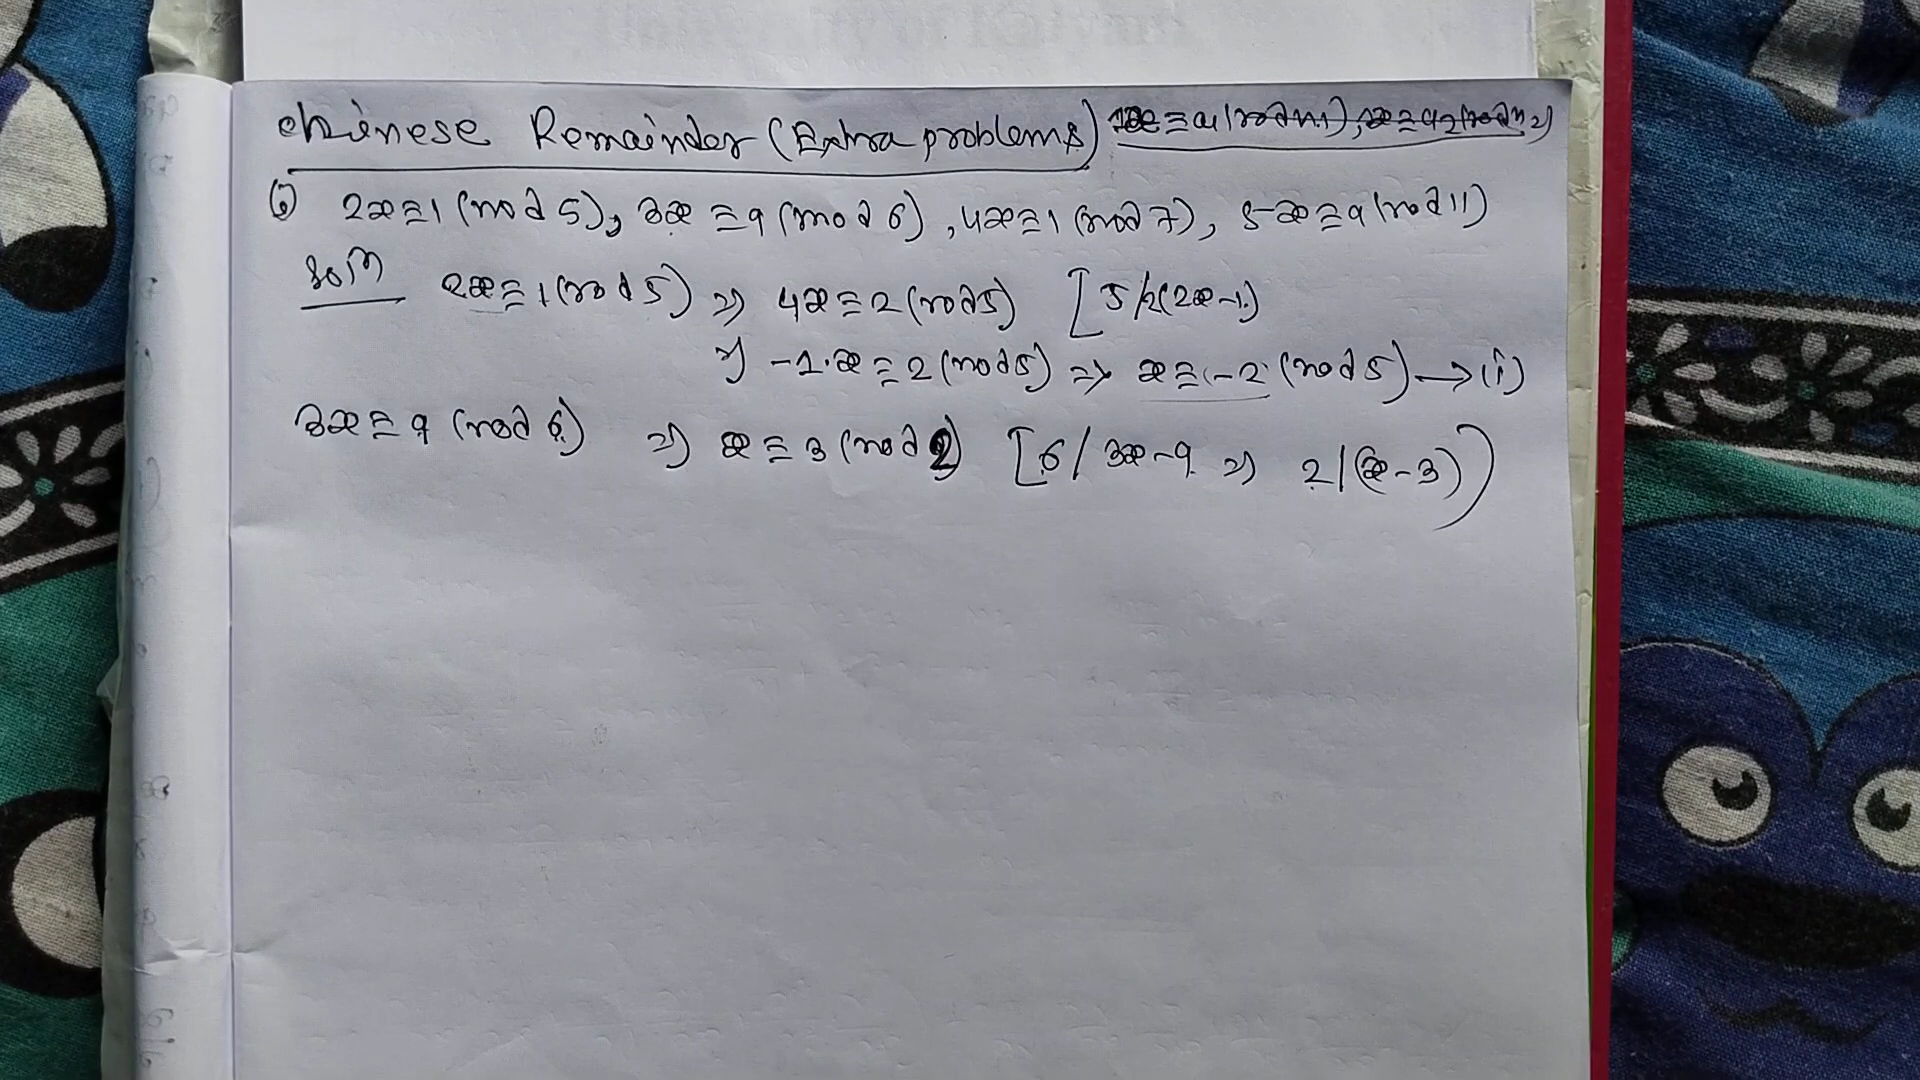 University of Kalyani
Chinese Remainder (Extra problems) x ≡ a1 (mod n1), x ≡ a2 (mod n2)
(i) 2x ≡ 1 (mod 5), 3x ≡ 9 (mod 6), 4x ≡ 1 (mod 7), 5x ≡ 9 (mod 11)
Soln 2x ≡ 1 (mod 5) ⇒ 4x ≡ 2 (mod 5) [5/2(2x-1)
⇒ -1.x ≡ 2 (mod 5) ⇒ x ≡ -2 (mod 5) → (i)
3x ≡ 9 (mod 6) ⇒ x ≡ 3 (mod 2) [6/3x-9 ⇒ 2|(x-3))